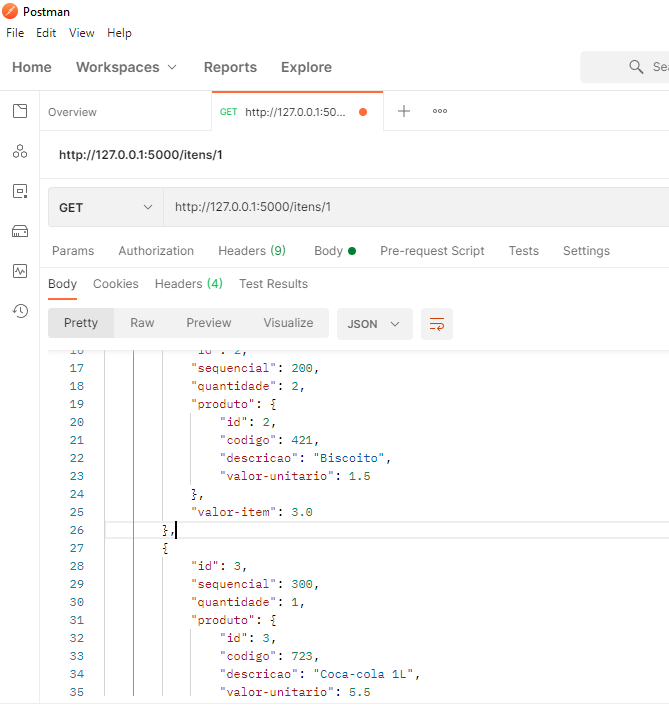 Postman
File Edit View Help
Home Workspaces Reports Explore Sea
Overview GET http://127.0.0.1:50... ooo
http://127.0.0.1:5000/itens/1
GET http://127.0.0.1:5000/itens/1
Params Authorization Headers (9) Body Pre-request Script Tests Settings
Body Cookies Headers (4) Test Results
Pretty Raw Preview Visualize JSON
16 "id": 2,
17 "sequencial": 200,
18 "quantidade": 2,
19 "produto": {
20 "id": 2,
21 "codigo": 421,
22 "descricao": "Biscoito",
23 "valor-unitario": 1.5
24 },
25 "valor-item": 3.0
26 },
27 {
28 "id": 3,
29 "sequencial": 300,
30 "quantidade": 1,
31 "produto": {
32 "id": 3,
33 "codigo": 723,
34 "descricao": "Coca-cola 1L",
35 "valor-unitario": 5.5